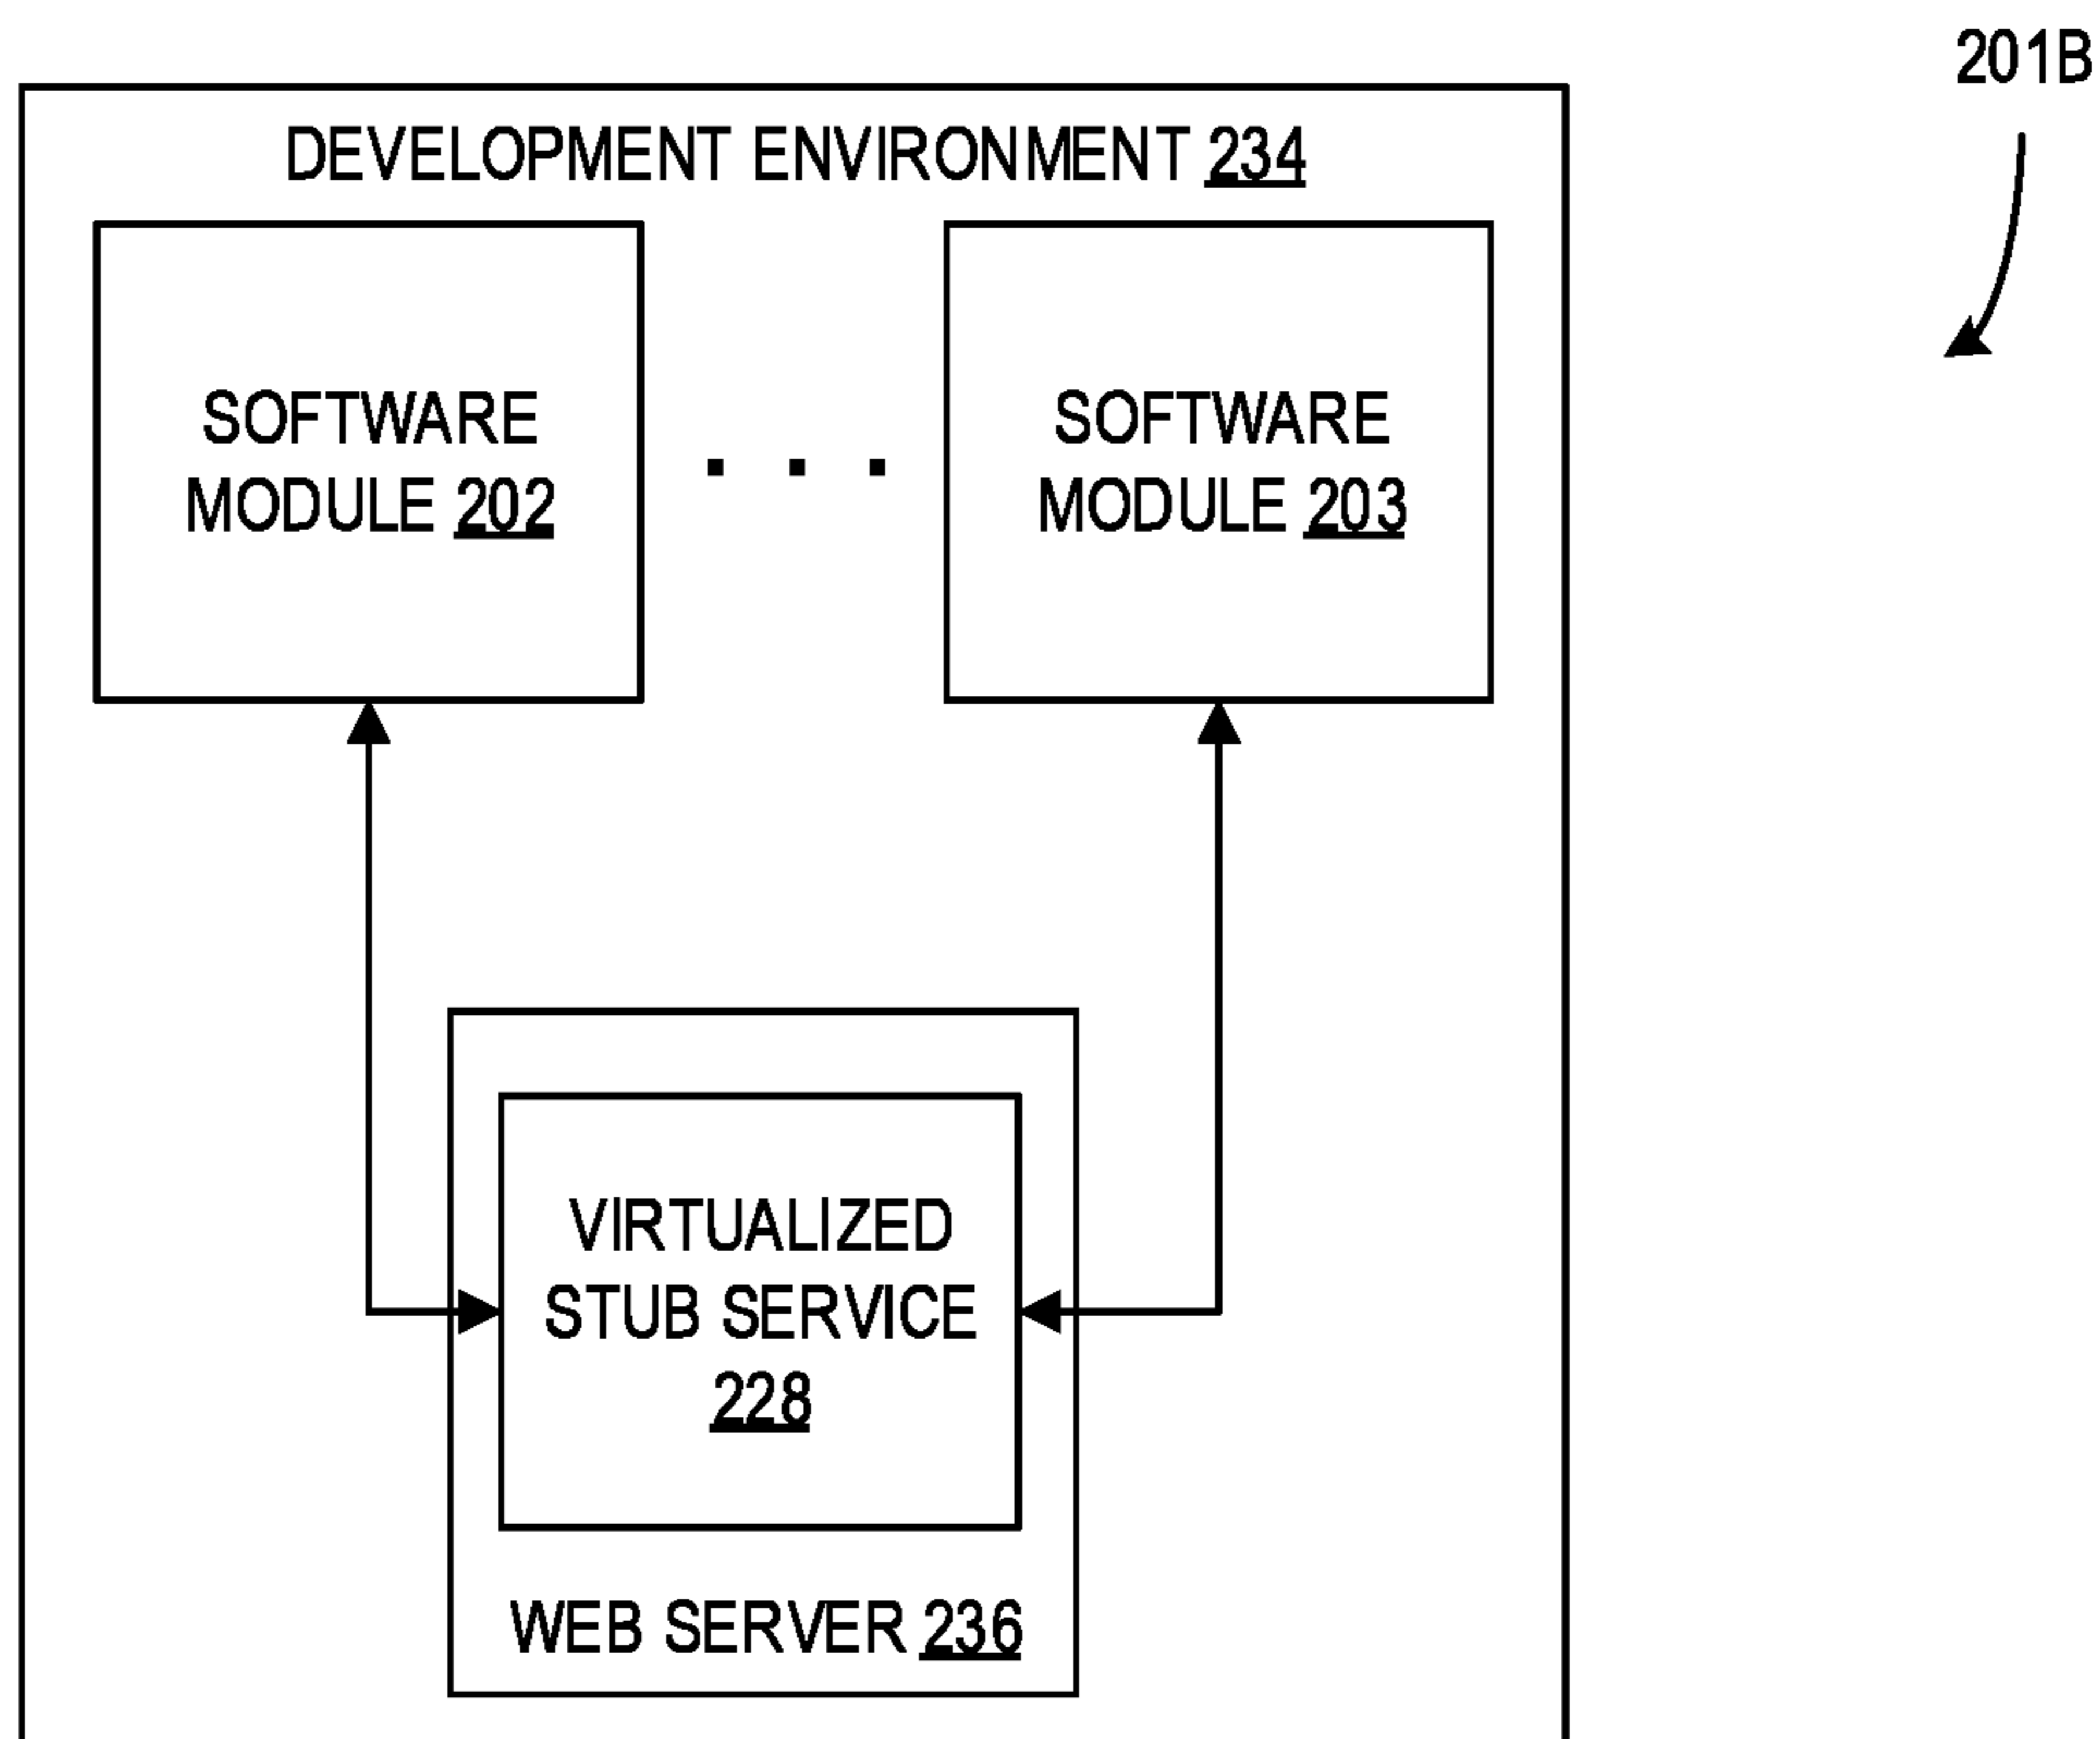 201B
DEVELOPMENT ENVIRONMENT 234
SOFTWARE
MODULE 202
. . .
SOFTWARE
MODULE 203
VIRTUALIZED
STUB SERVICE
228
WEB SERVER 236